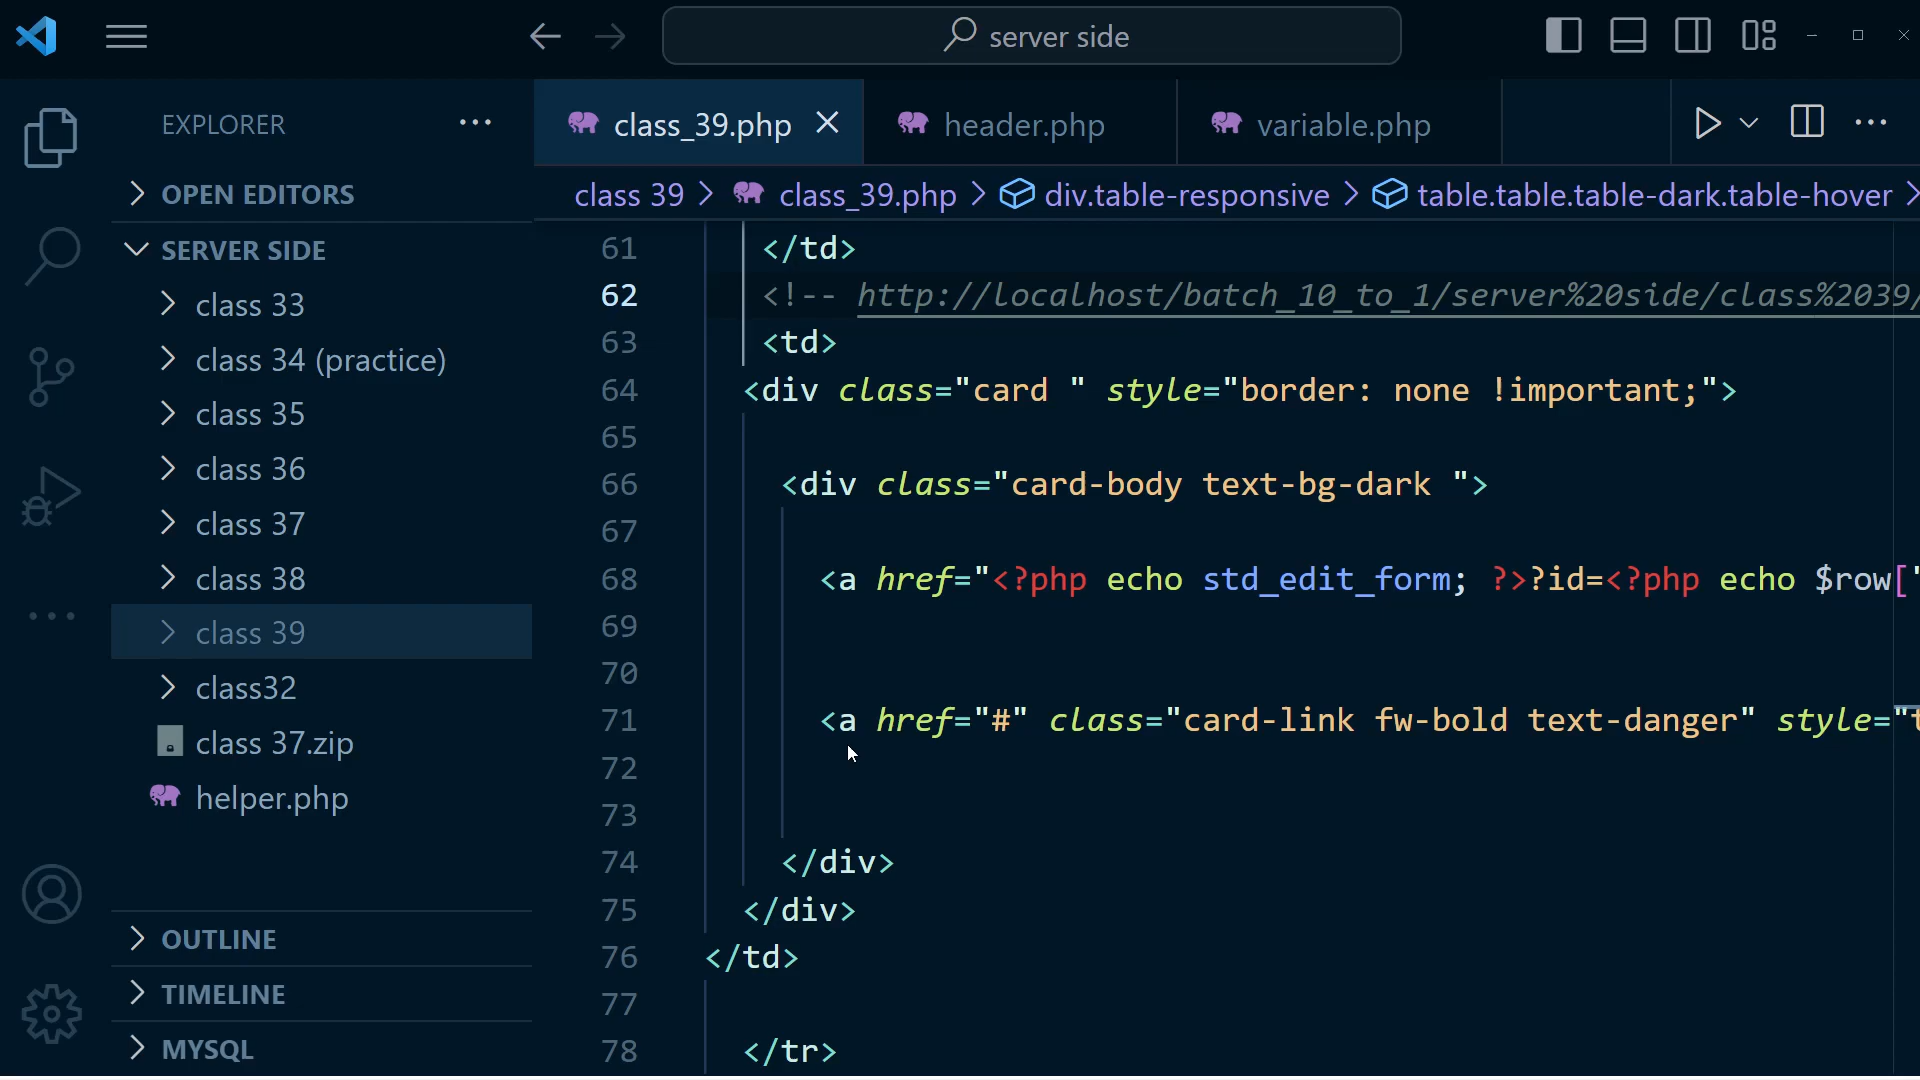 server side
EXPLORER
OPEN EDITORS
SERVER SIDE
class 33
class 34 (practice)
class 35
class 36
class 37
class 38
class 39
class32
class 37.zip
helper.php
OUTLINE
TIMELINE
MYSQL
class_39.php
header.php
variable.php
class 39 > class_39.php > div.table-responsive > table.table.table-dark.table-hover >
61 </td>
62 <!-- http://localhost/batch_10_to_1/server%20side/class%2039/
63 <td>
64 <div class="card " style="border: none !important;">
65
66 <div class="card-body text-bg-dark ">
67
68 <a href="<?php echo std_edit_form; ?>?id=<?php echo $row['
69
70
71 <a href="#" class="card-link fw-bold text-danger" style="t
72
73
74 </div>
75 </div>
76 </td>
77
78 </tr>